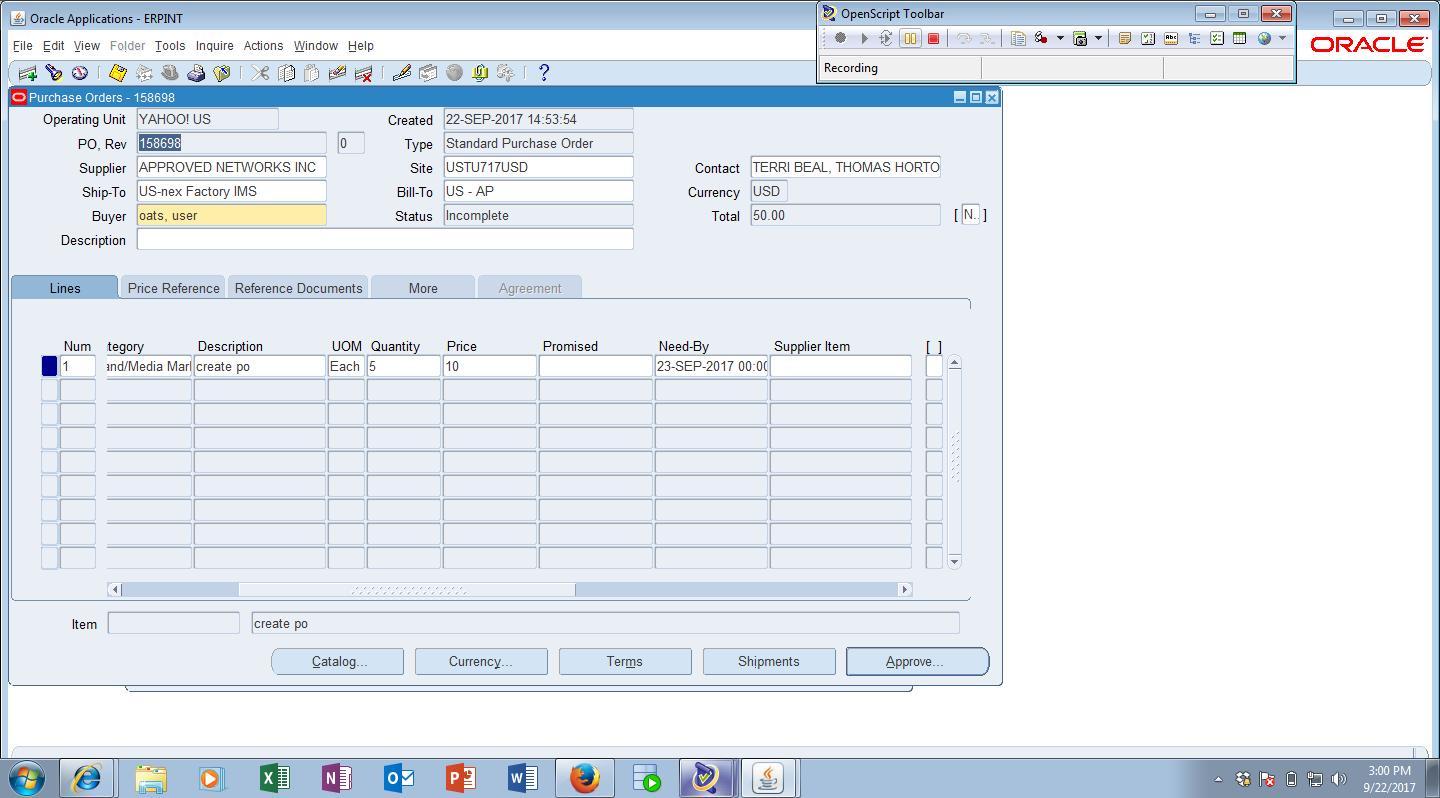 Oracle Applications - ERPINT
OpenScript Toolbar
File Edit View Folder Tools Inquire Actions Window Help
ORACLE
Recording
Purchase Orders - 158698
Operating Unit YAHOO! US Created 22-SEP-2017 14:53:54
PO, Rev 158698 0 Type Standard Purchase Order
Supplier APPROVED NETWORKS INC Site USTU717USD Contact TERRI BEAL, THOMAS HORTO
Ship-To US-nex Factory IMS Bill-To US - AP Currency USD
Buyer oats, user Status Incomplete Total 50.00 [ N.. ]
Description
Lines Price Reference Reference Documents More Agreement
Num tegory Description UOM Quantity Price Promised Need-By Supplier Item [ ]
1 and/Media Mar create po Each 5 10 23-SEP-2017 00:00
Item create po
Catalog... Currency... Terms Shipments Approve...
3:00 PM
9/22/2017